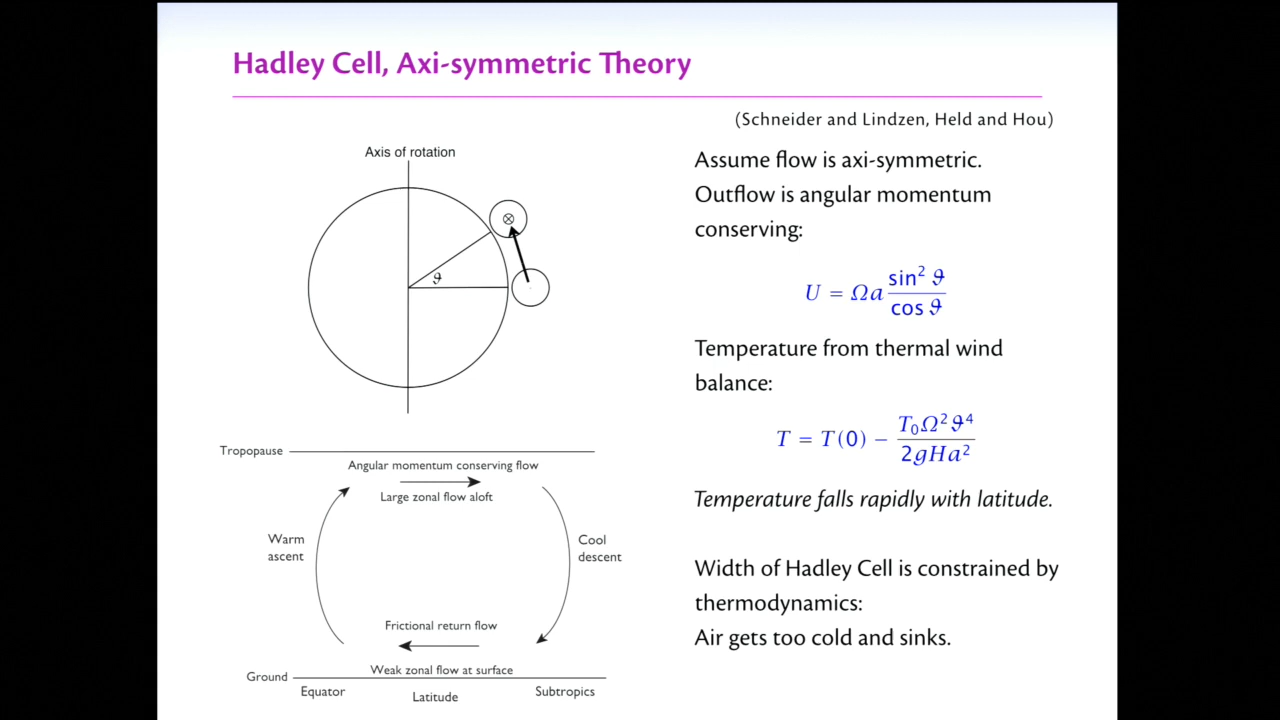 Hadley Cell, Axi-symmetric Theory
(Schneider and Lindzen, Held and Hou)
Axis of rotation
ϑ
Assume flow is axi-symmetric.
Outflow is angular momentum
conserving:
U = Ωa sin² ϑ / cos ϑ
Temperature from thermal wind
balance:
T = T(0) − T₀Ω²ϑ⁴ / 2gHa²
Temperature falls rapidly with latitude.
Width of Hadley Cell is constrained by
thermodynamics:
Air gets too cold and sinks.
Tropopause
Angular momentum conserving flow
Large zonal flow aloft
Warm
ascent
Cool
descent
Frictional return flow
Weak zonal flow at surface
Ground
Equator
Latitude
Subtropics